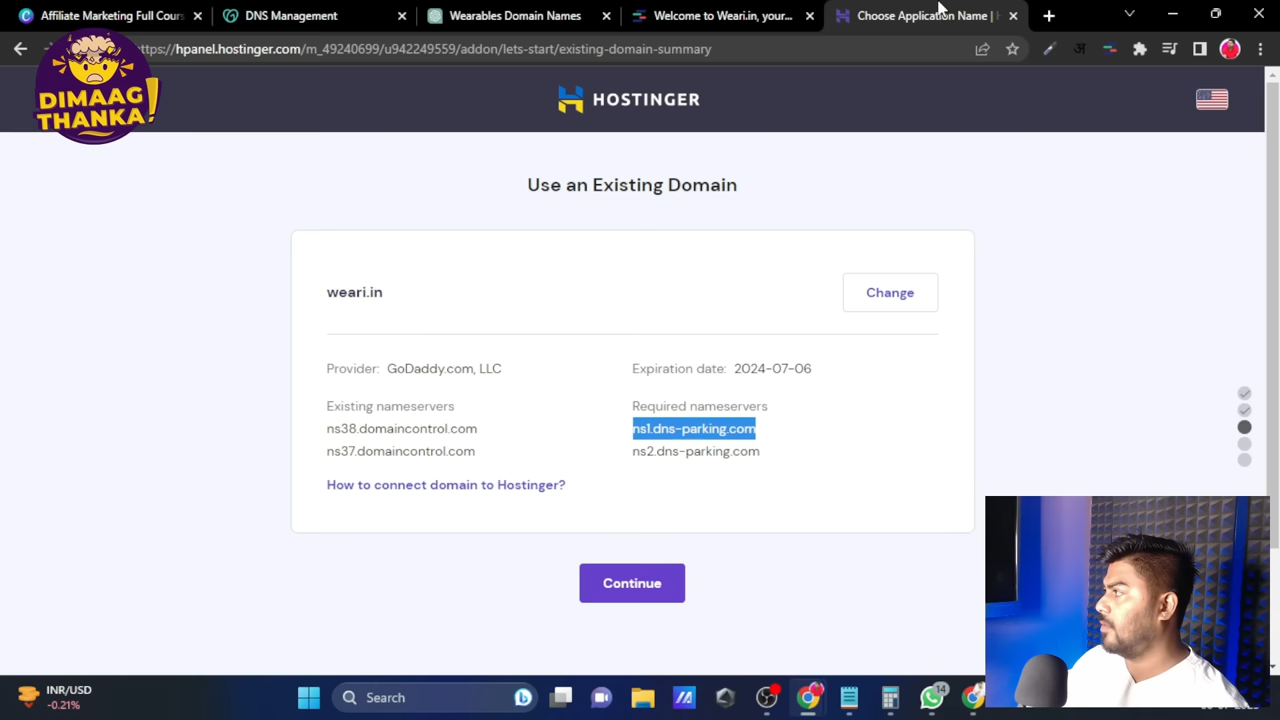 Affiliate Marketing Full Cours
DNS Management
Wearables Domain Names
Welcome to Weari.in, your...
Choose Application Name | H
https://hpanel.hostinger.com/m_49240699/u942249559/addon/lets-start/existing-domain-summary
DIMAAG
THANKA!
HOSTINGER
Use an Existing Domain
weari.in
Change
Provider: GoDaddy.com, LLC
Expiration date: 2024-07-06
Existing nameservers
Required nameservers
ns38.domaincontrol.com
ns1.dns-parking.com
ns37.domaincontrol.com
ns2.dns-parking.com
How to connect domain to Hostinger?
Continue
INR/USD
-0.21%
Search
14